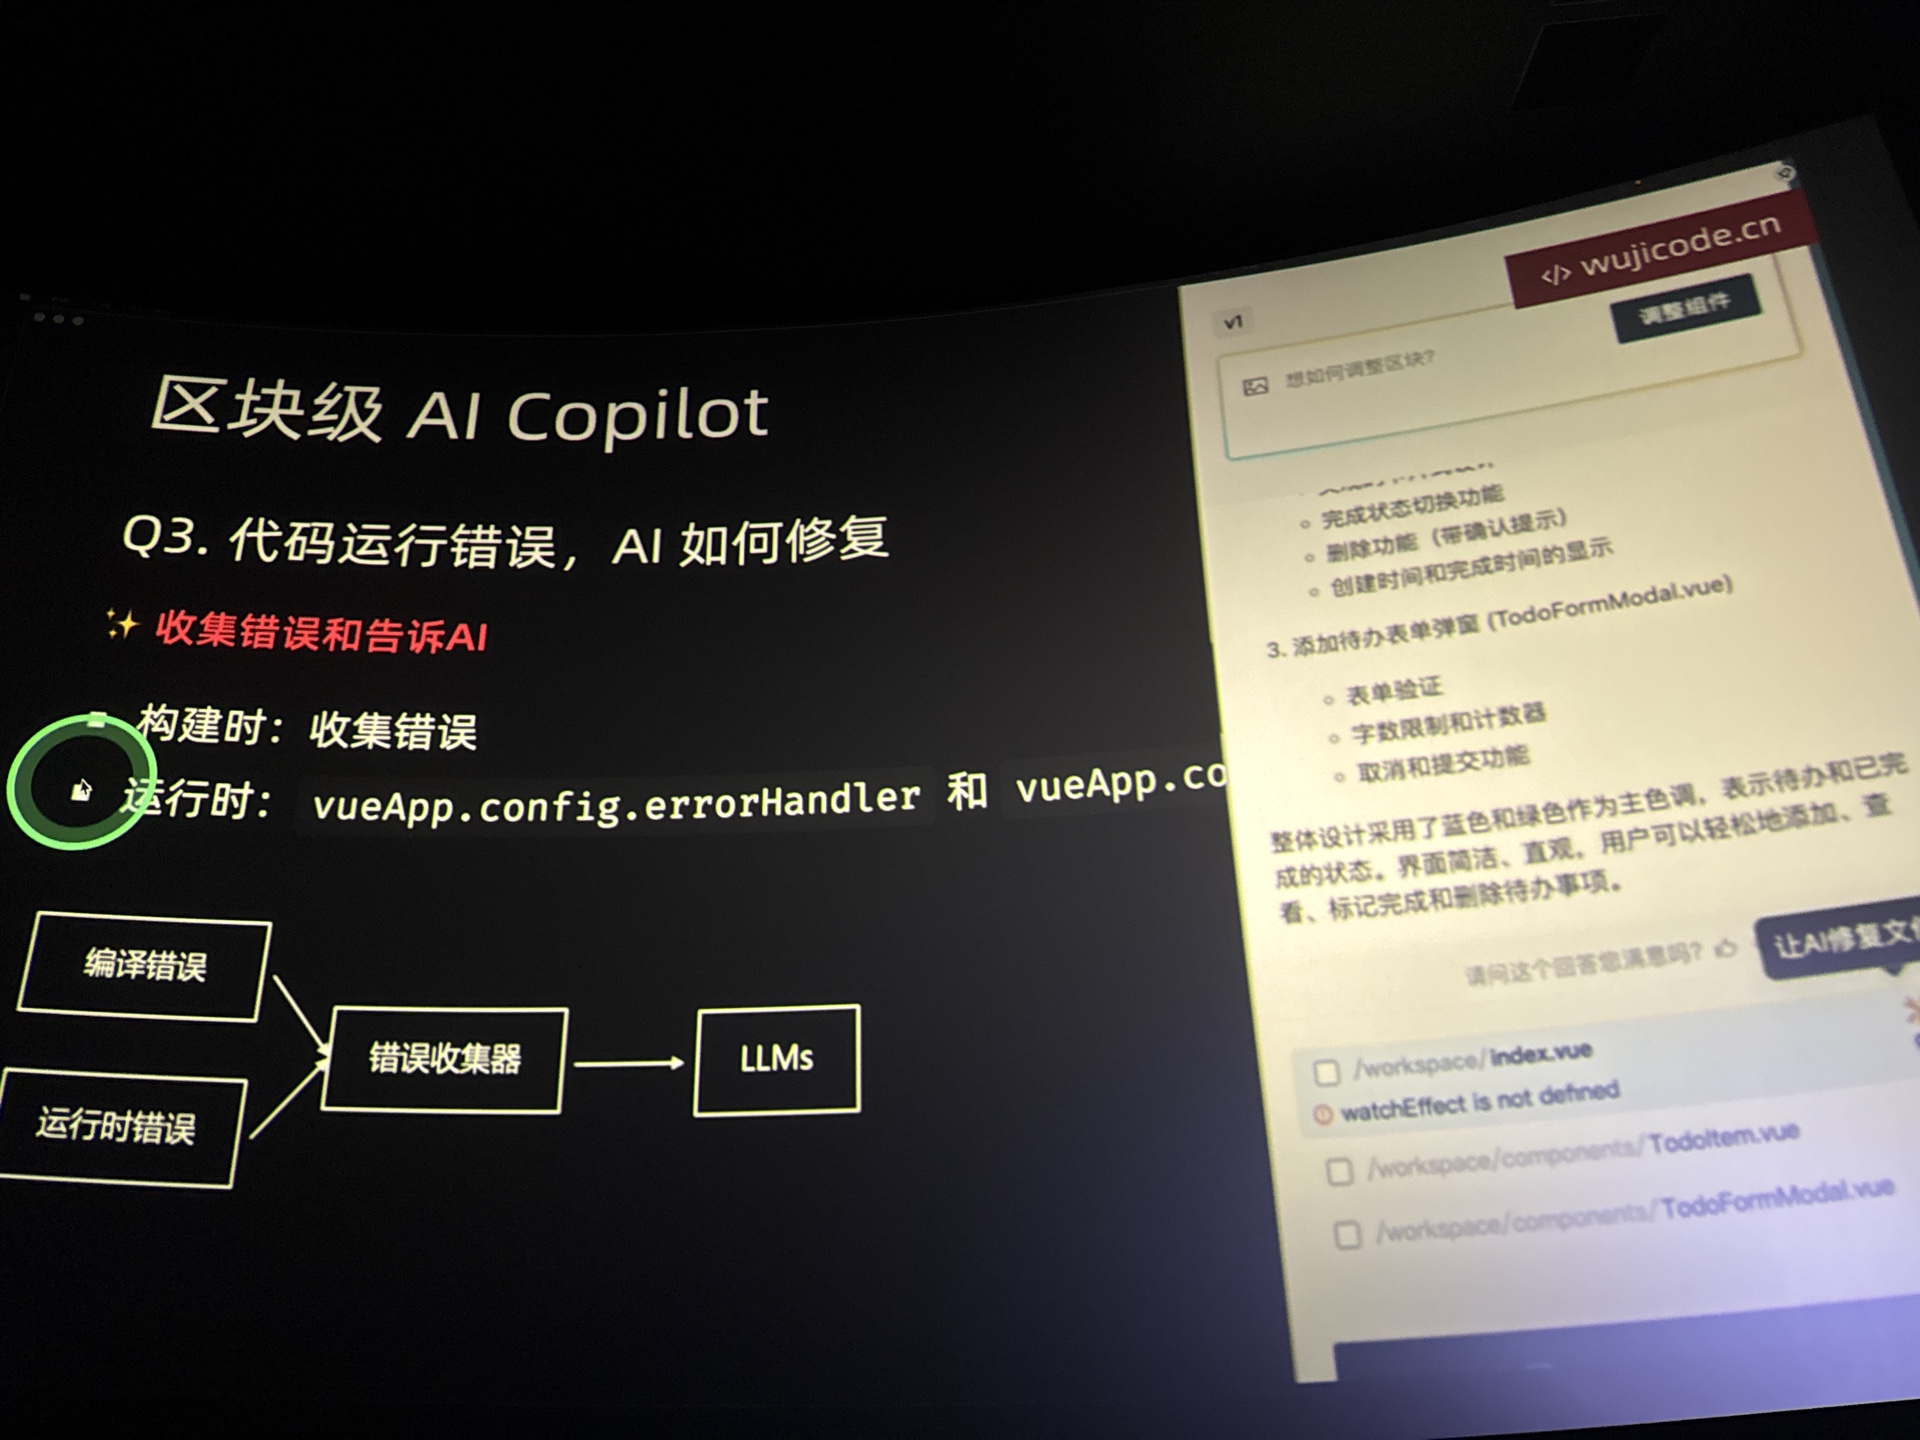 区块级 AI Copilot
Q3. 代码运行错误，AI 如何修复
✨ 收集错误和告诉AI
构建时：收集错误
运行时： vueApp.config.errorHandler 和 vueApp.co
编译错误
运行时错误
错误收集器
LLMs
</> wujicode.cn
v1
调整组件
想如何调整区块?
完成状态切换功能
删除功能（带确认提示）
创建时间和完成时间的显示
3. 添加待办表单弹窗 (TodoFormModal.vue)
表单验证
字数限制和计数器
取消和提交功能
整体设计采用了蓝色和绿色作为主色调，表示待办和已完
成的状态。界面简洁、直观，用户可以轻松地添加、查
看、标记完成和删除待办事项。
请问这个回答您满意吗?
让AI修复文
/workspace/index.vue
watchEffect is not defined
/workspace/components/TodoItem.vue
/workspace/components/TodoFormModal.vue